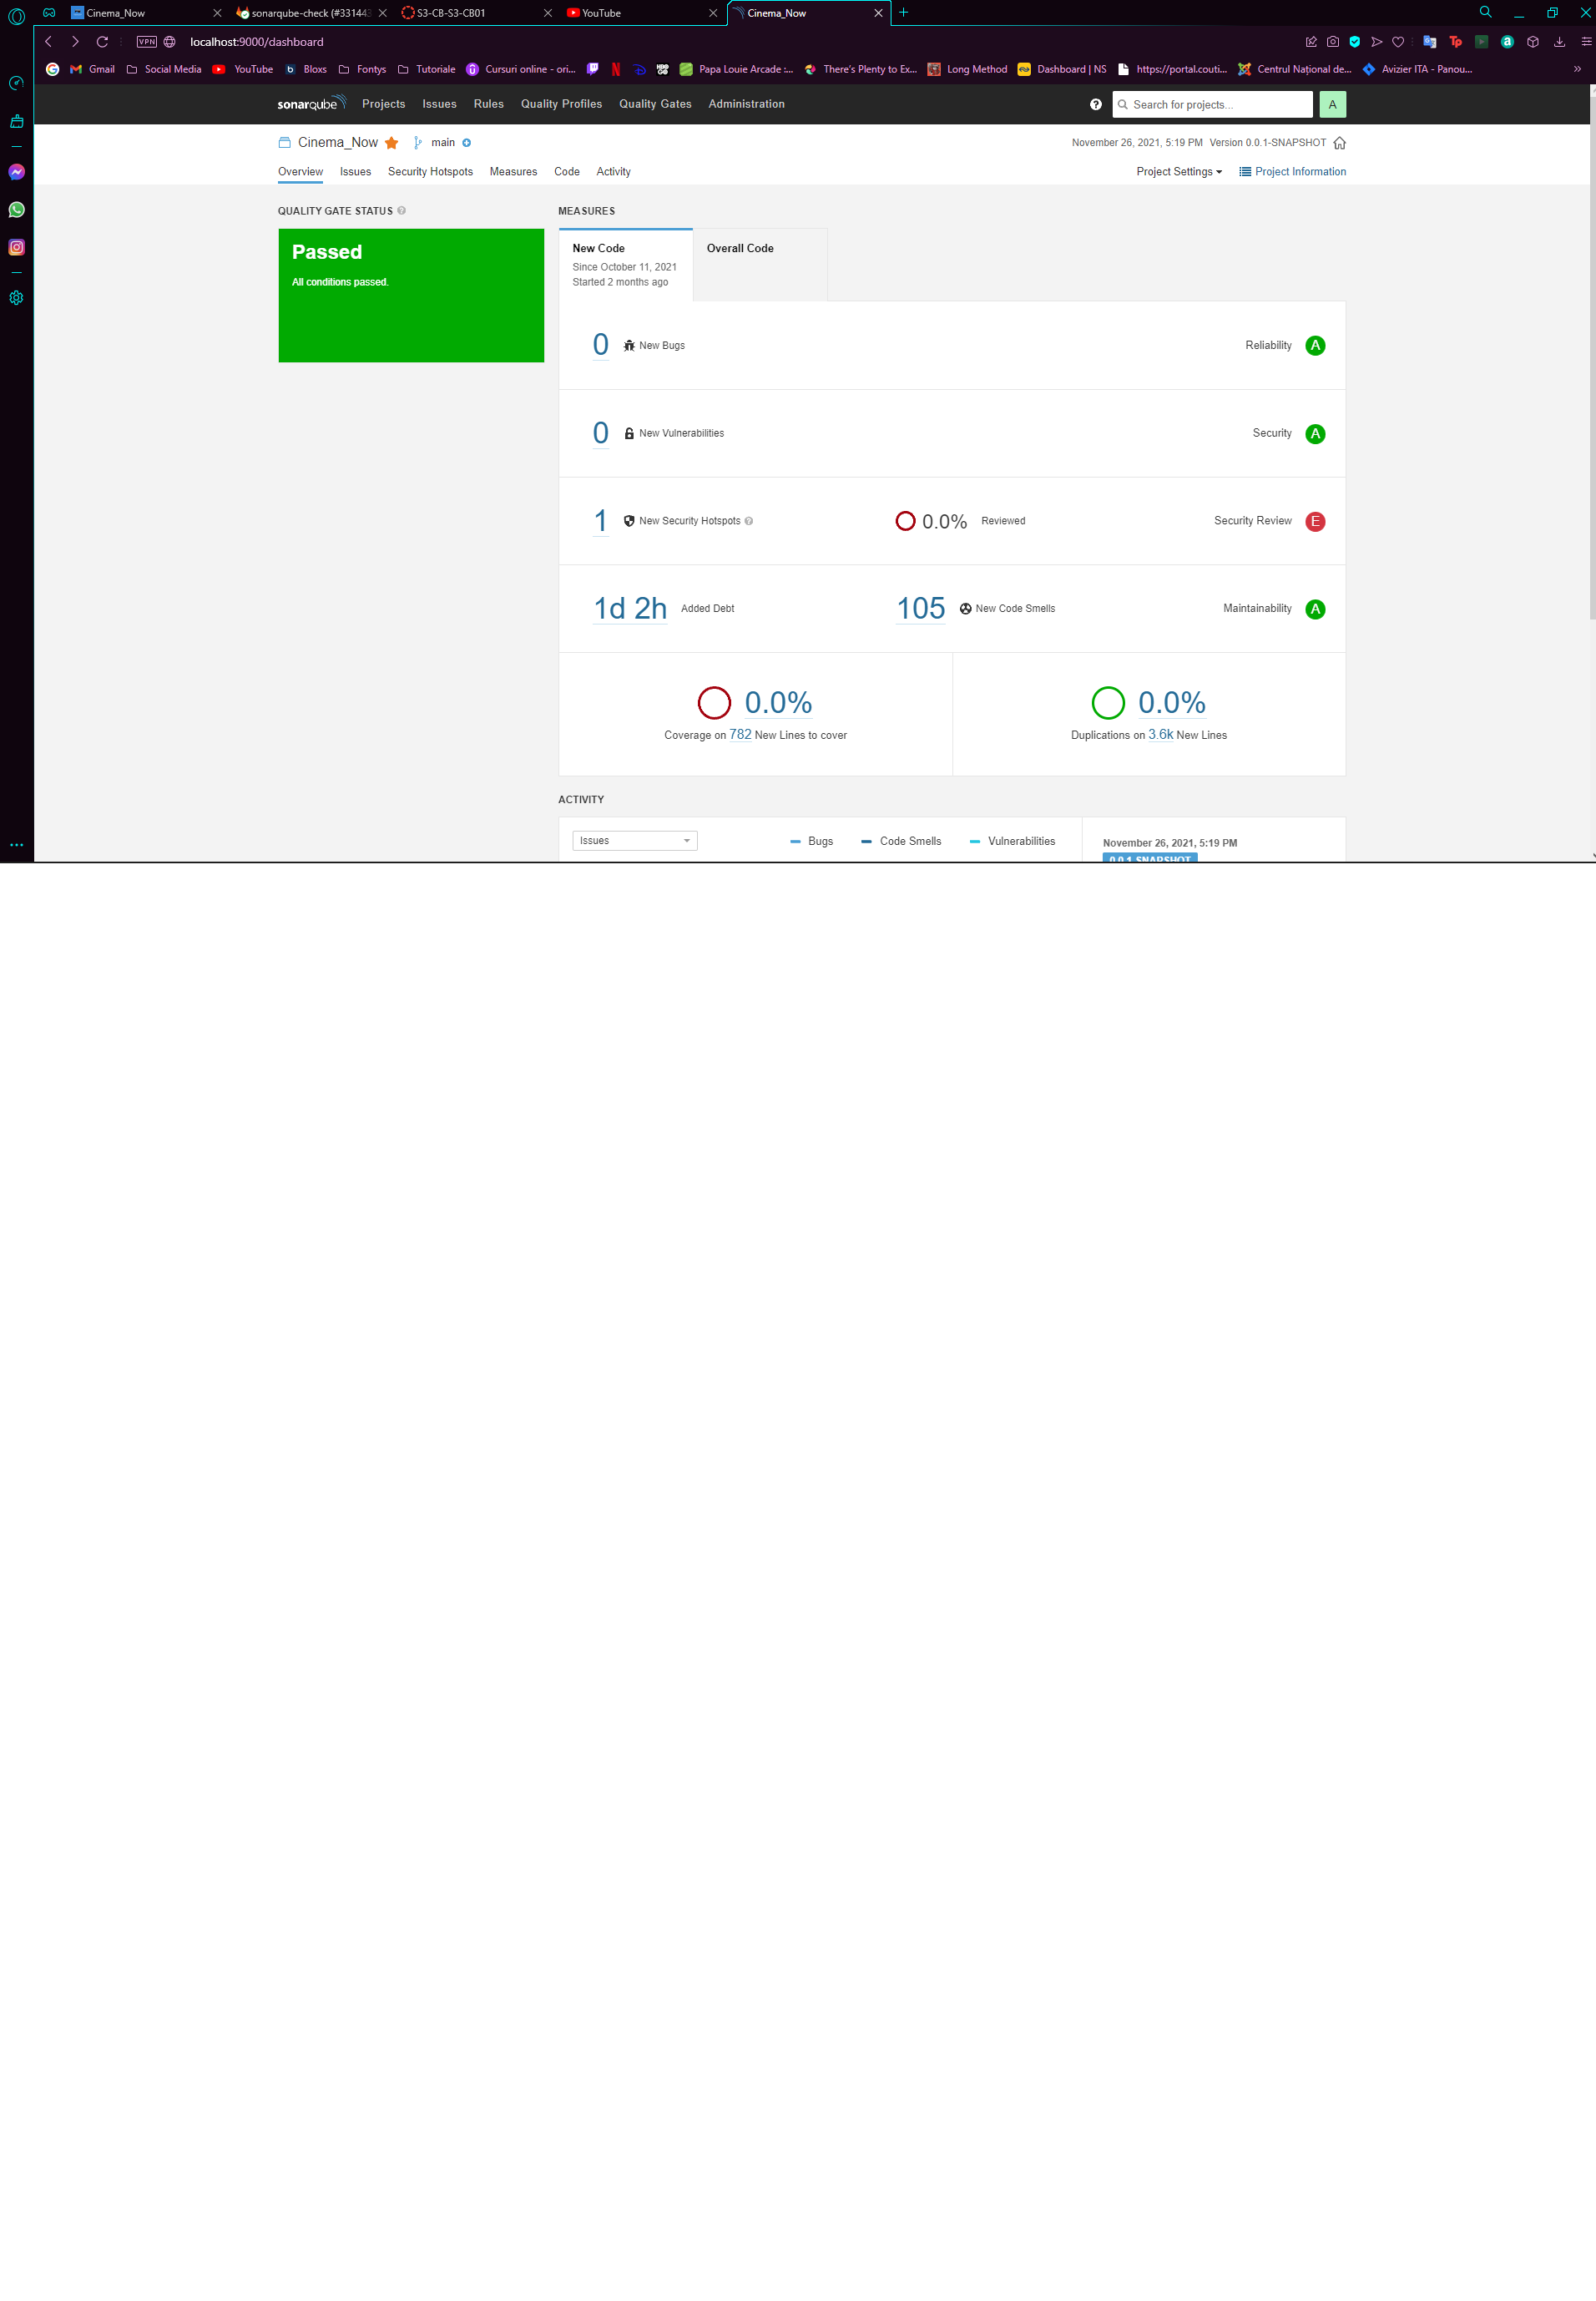 Cinema_Now
sonarqube-check (#331443
S3-CB-S3-CB01
YouTube
Cinema_Now
VPN
localhost:9000/dashboard
Gmail
Social Media
YouTube
Bloxs
Fontys
Tutoriale
Cursuri online - ori...
Papa Louie Arcade :...
There's Plenty to Ex...
Long Method
Dashboard | NS
https://portal.couti...
Centrul Național de...
Avizier ITA - Panou...
sonarqube
Projects
Issues
Rules
Quality Profiles
Quality Gates
Administration
Search for projects...
A
Cinema_Now
main
November 26, 2021, 5:19 PM Version 0.0.1-SNAPSHOT
Overview
Issues
Security Hotspots
Measures
Code
Activity
Project Settings
Project Information
QUALITY GATE STATUS
Passed
All conditions passed.
MEASURES
New Code
Since October 11, 2021
Started 2 months ago
Overall Code
0 New Bugs
Reliability A
0 New Vulnerabilities
Security A
1 New Security Hotspots
0.0% Reviewed
Security Review E
1d 2h Added Debt
105 New Code Smells
Maintainability A
0.0%
Coverage on 782 New Lines to cover
0.0%
Duplications on 3.6k New Lines
ACTIVITY
Issues
Bugs
Code Smells
Vulnerabilities
November 26, 2021, 5:19 PM
0.0.1-SNAPSHOT